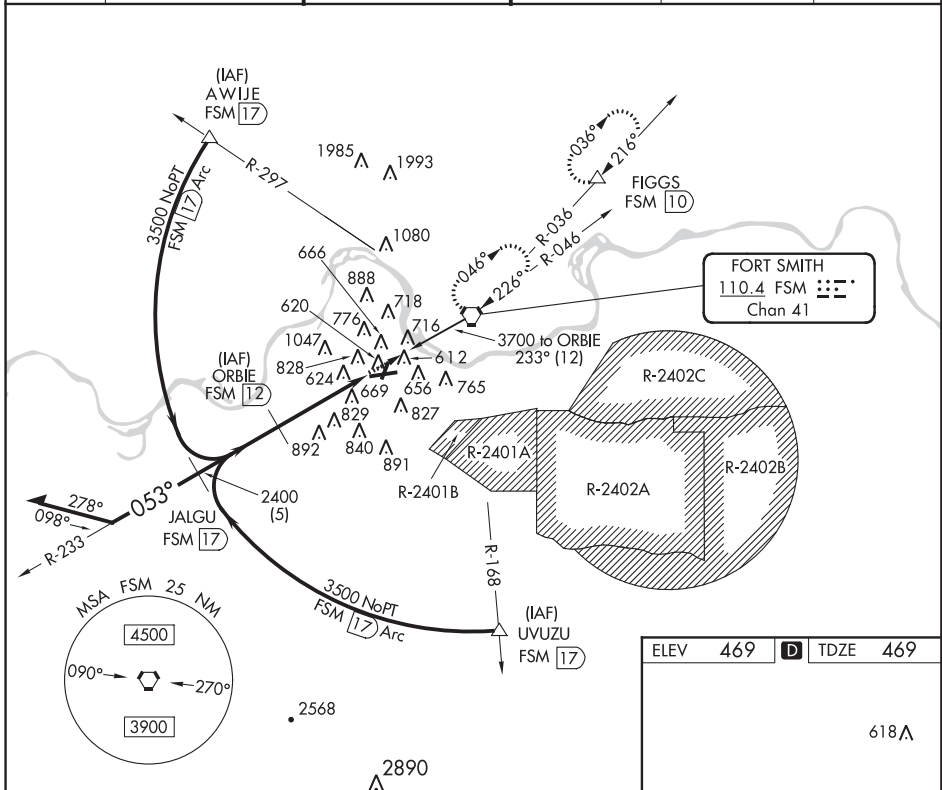 (IAF)
AWIJE
FSM 17
R-297
3500 NoPT
FSM 17 Arc
1985
1993
1080
036°
216°
FIGGS
FSM 10
R-036
R-046
046°
226°
FORT SMITH
110.4 FSM
Chan 41
666
888
718
620
776
716
3700 to ORBIE
233° (12)
1047
828
612
624
669
656
765
(IAF)
ORBIE
FSM 12
829
827
892
840
891
R-2402C
R-2401A
R-2401B
R-2402A
R-2402B
053°
278°
098°
R-233
JALGU
FSM 17
2400
(5)
R-168
3500 NoPT
FSM 17 Arc
(IAF)
UVUZU
FSM 17
MSA FSM 25 NM
4500
090°
270°
3900
2568
2890
ELEV 469 D TDZE 469
618